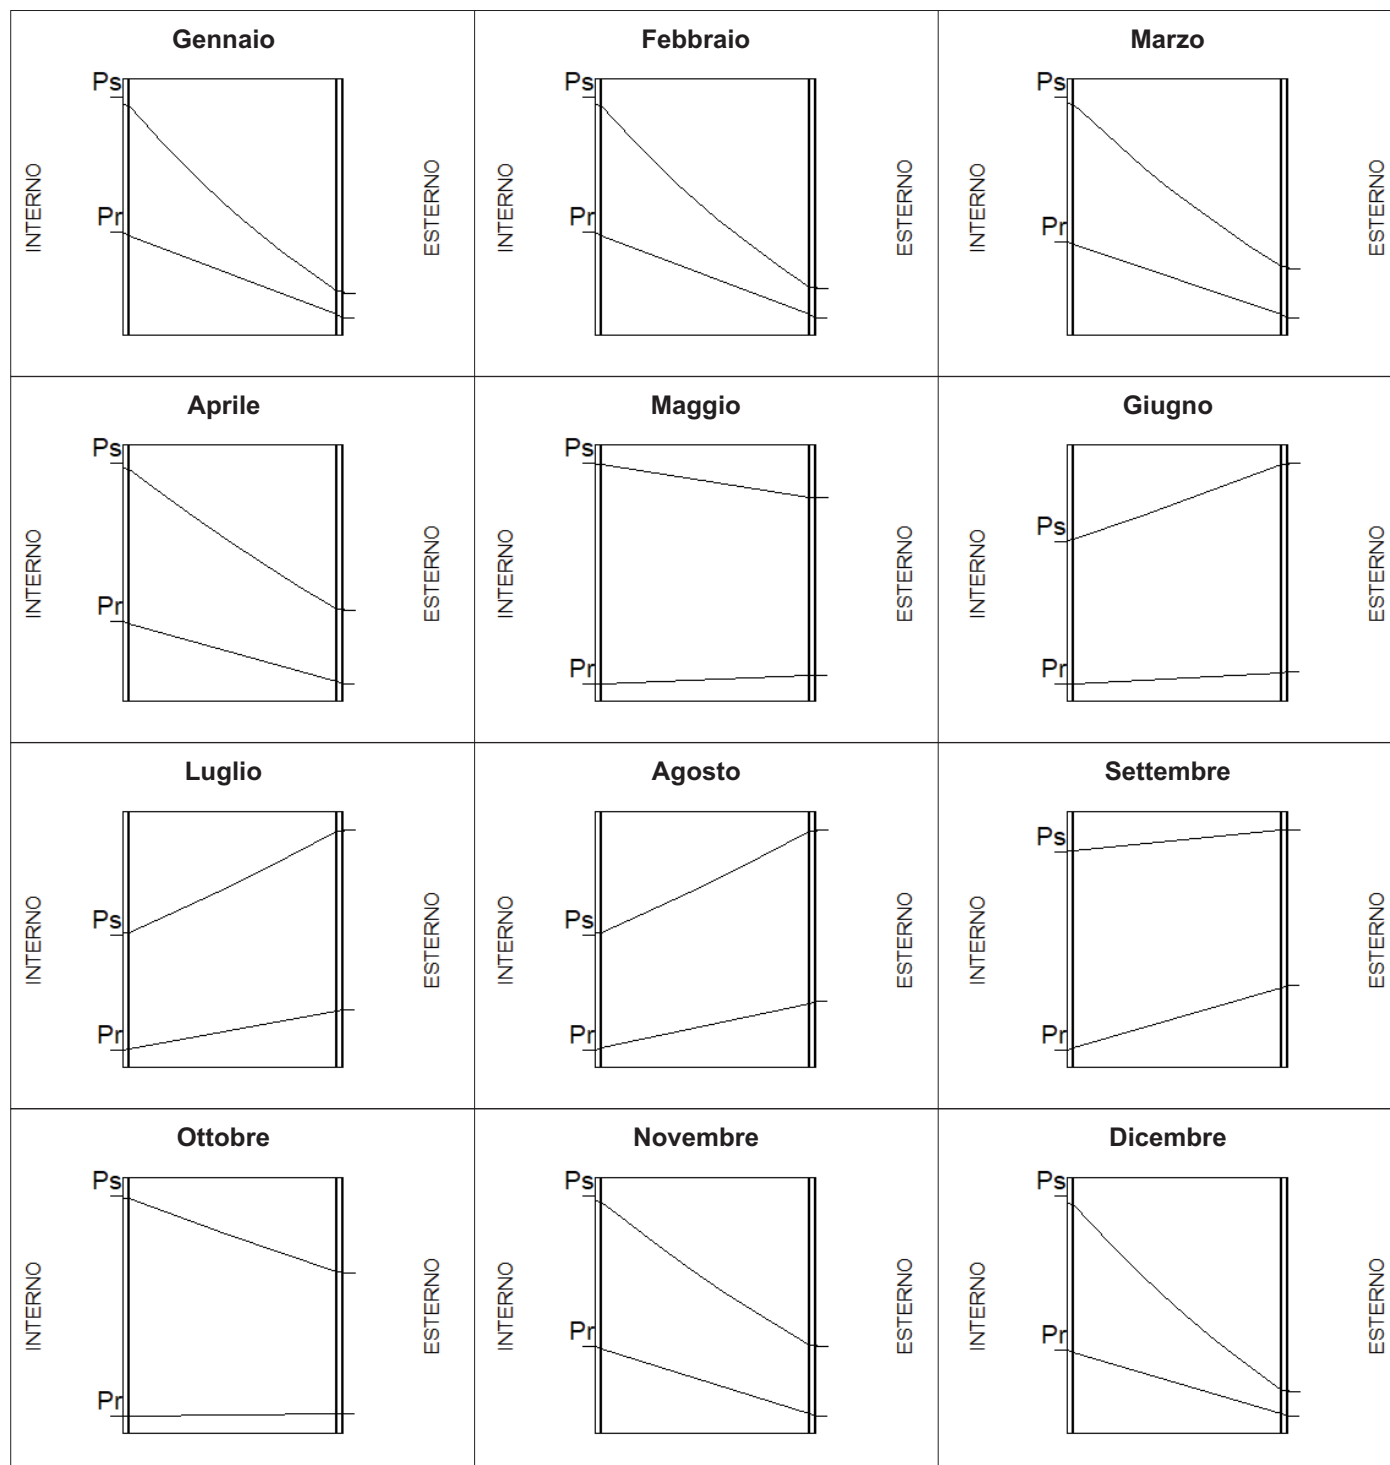 Gennaio
Febbraio
Marzo
Ps
Pr
INTERNO
ESTERNO
Ps
Pr
INTERNO
ESTERNO
Ps
Pr
INTERNO
ESTERNO
Aprile
Maggio
Giugno
Ps
Pr
INTERNO
ESTERNO
Ps
Pr
INTERNO
ESTERNO
Ps
Pr
INTERNO
ESTERNO
Luglio
Agosto
Settembre
Ps
Pr
INTERNO
ESTERNO
Ps
Pr
INTERNO
ESTERNO
Ps
Pr
INTERNO
ESTERNO
Ottobre
Novembre
Dicembre
Ps
Pr
INTERNO
ESTERNO
Ps
Pr
INTERNO
ESTERNO
Ps
Pr
INTERNO
ESTERNO